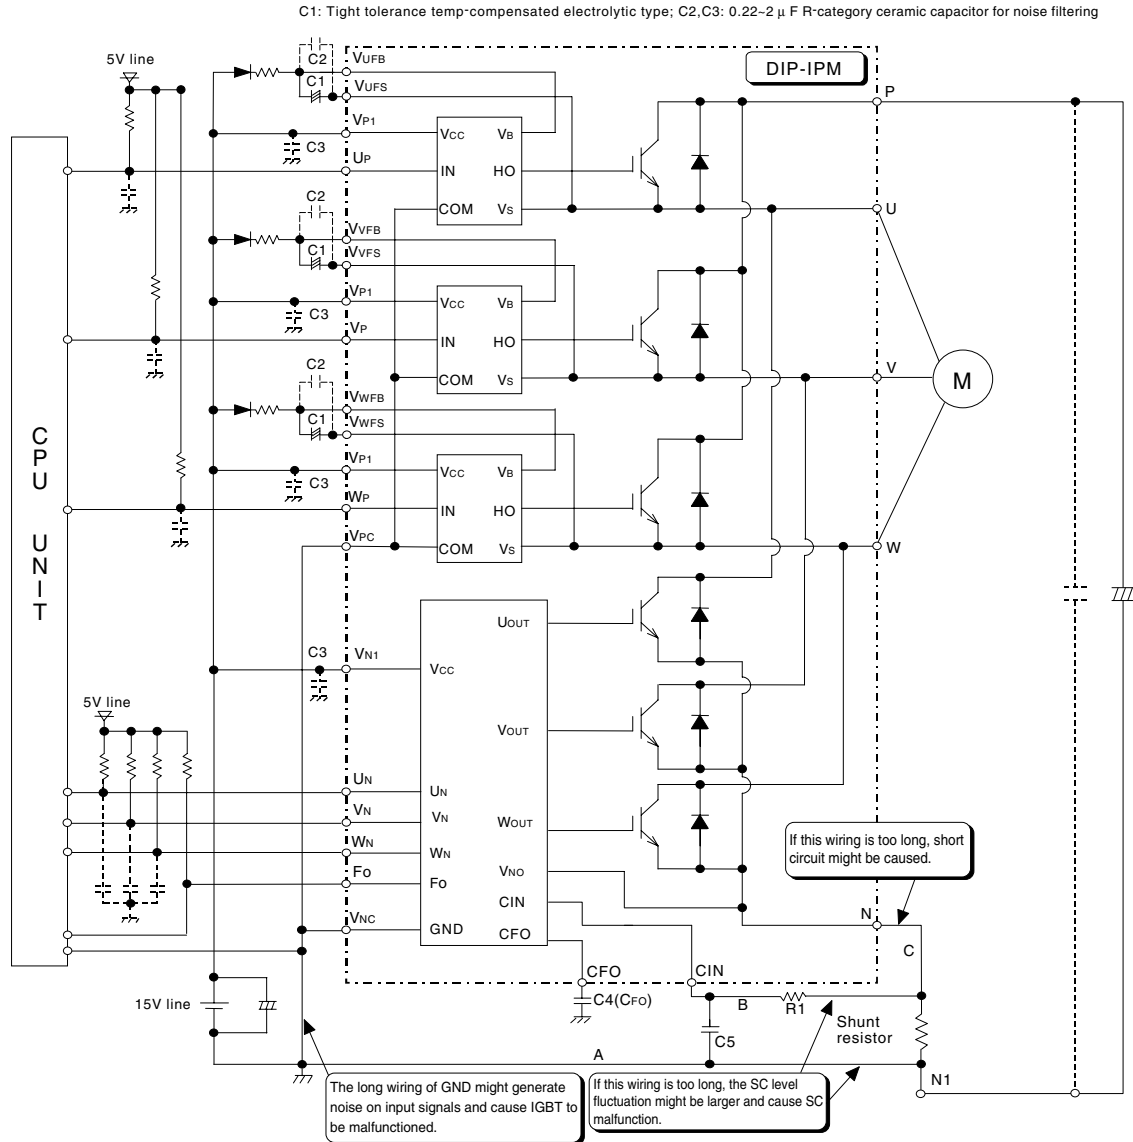 C1: Tight tolerance temp-compensated electrolytic type; C2,C3: 0.22~2 μ F R-category ceramic capacitor for noise filtering
5V line
C2
VUFB
C1
VUFS
DIP-IPM
P
VP1
C3
VCC
VB
UP
IN
HO
COM
VS
U
C2
VVFB
C1
VVFS
VP1
C3
VCC
VB
VP
IN
HO
COM
VS
V
M
C2
VWFB
C1
VWFS
VP1
C3
VCC
VB
WP
IN
HO
VPC
COM
VS
W
CPU UNIT
UOUT
C3
VN1
VCC
5V line
VOUT
UN
UN
VN
VN
WOUT
WN
WN
If this wiring is too long, short
circuit might be caused.
FO
FO
VNO
CIN
VNC
GND
CFO
N
C
CFO
CIN
15V line
C4(CFO)
B
R1
C5
Shunt
resistor
A
N1
The long wiring of GND might generate
noise on input signals and cause IGBT to
be malfunctioned.
If this wiring is too long, the SC level
fluctuation might be larger and cause SC
malfunction.